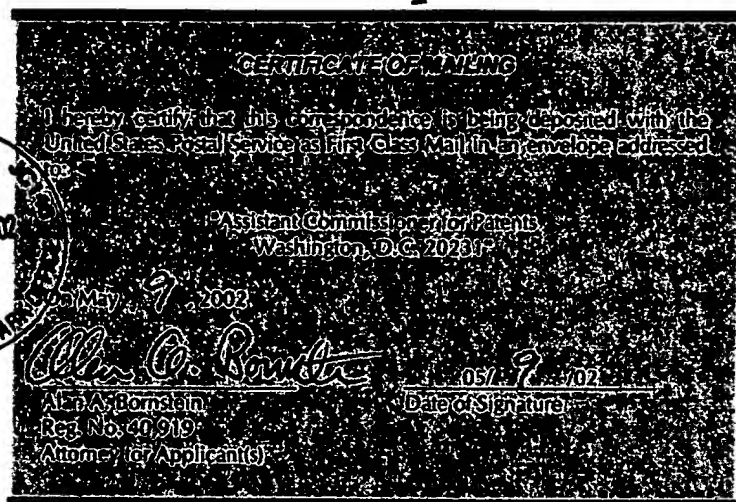 CERTIFICATE OF MAILING
I hereby certify that this correspondence is being deposited with the
United States Postal Service as First Class Mail in an envelope addressed
to:
"Assistant Commissioner for Patents
Washington, D.C. 20231"
on May 9, 2002
Alan A. Bornstein
05/ 9 /02
Alan A. Bornstein
Date of Signature
Reg. No. 40,919
Attorney for Applicant(s)